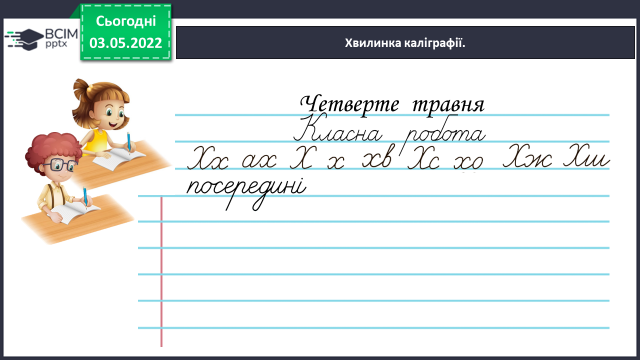 Сьогодні
03.05.2022
ВСІМ
pptx
Хвилинка каліграфії.
Четверте травня
Класна робота
Хх ах Х х хв Хс хо Хж Хш
посередині